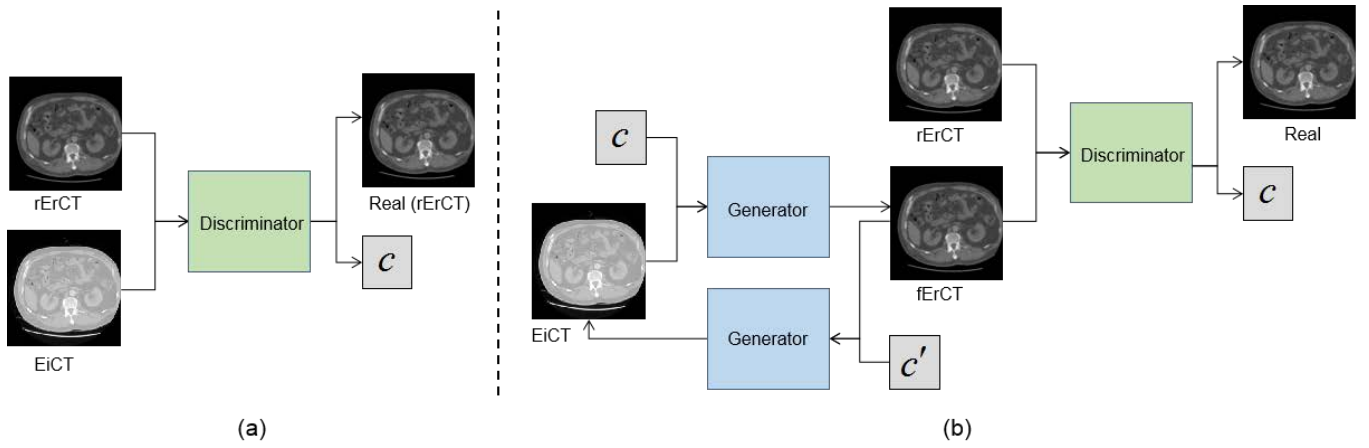 rErCT
EiCT
Discriminator
Real (rErCT)
c
(a)
c
EiCT
Generator
Generator
rErCT
fErCT
c'
Discriminator
Real
c
(b)